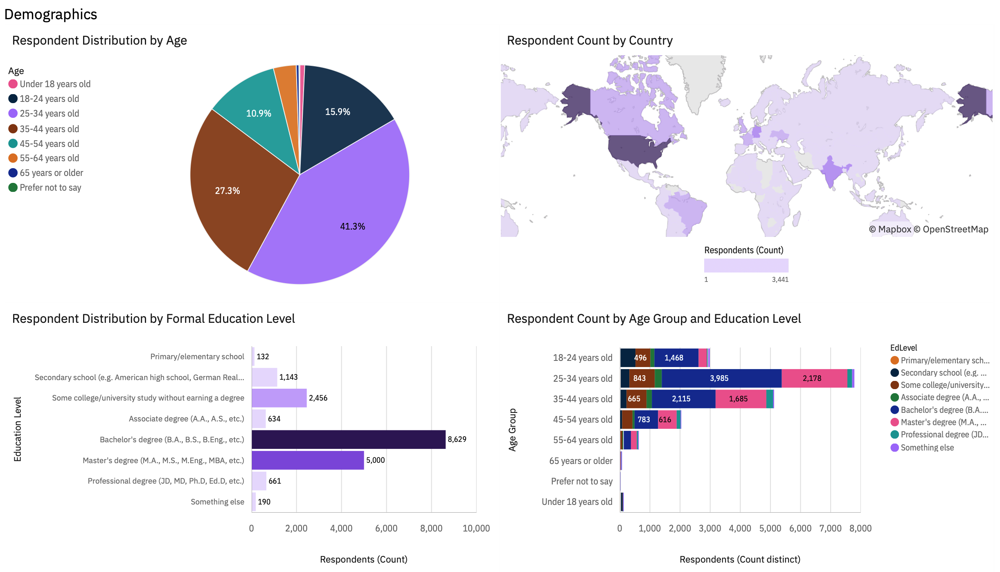 Demographics
Respondent Distribution by Age
Age
Under 18 years old
18-24 years old
25-34 years old
35-44 years old
45-54 years old
55-64 years old
65 years or older
Prefer not to say
10.9%
15.9%
27.3%
41.3%
Respondent Count by Country
© Mapbox © OpenStreetMap
Respondents (Count)
1 3,441
Respondent Distribution by Formal Education Level
Education Level
Primary/elementary school 132
Secondary school (e.g. American high school, German Real... 1,143
Some college/university study without earning a degree 2,456
Associate degree (A.A., A.S., etc.) 634
Bachelor's degree (B.A., B.S., B.Eng., etc.) 8,629
Master's degree (M.A., M.S., M.Eng., MBA, etc.) 5,000
Professional degree (JD, MD, Ph.D, Ed.D, etc.) 661
Something else 190
0 2,000 4,000 6,000 8,000 10,000
Respondents (Count)
Respondent Count by Age Group and Education Level
Age Group
18-24 years old 496 1,468
25-34 years old 843 3,985 2,178
35-44 years old 665 2,115 1,685
45-54 years old 783 616
55-64 years old
65 years or older
Prefer not to say
Under 18 years old
0 1,000 2,000 3,000 4,000 5,000 6,000 7,000 8,000
Respondents (Count distinct)
EdLevel
Primary/elementary sch...
Secondary school (e.g. ...
Some college/university...
Associate degree (A.A., ...
Bachelor's degree (B.A....
Master's degree (M.A., ...
Professional degree (JD...
Something else